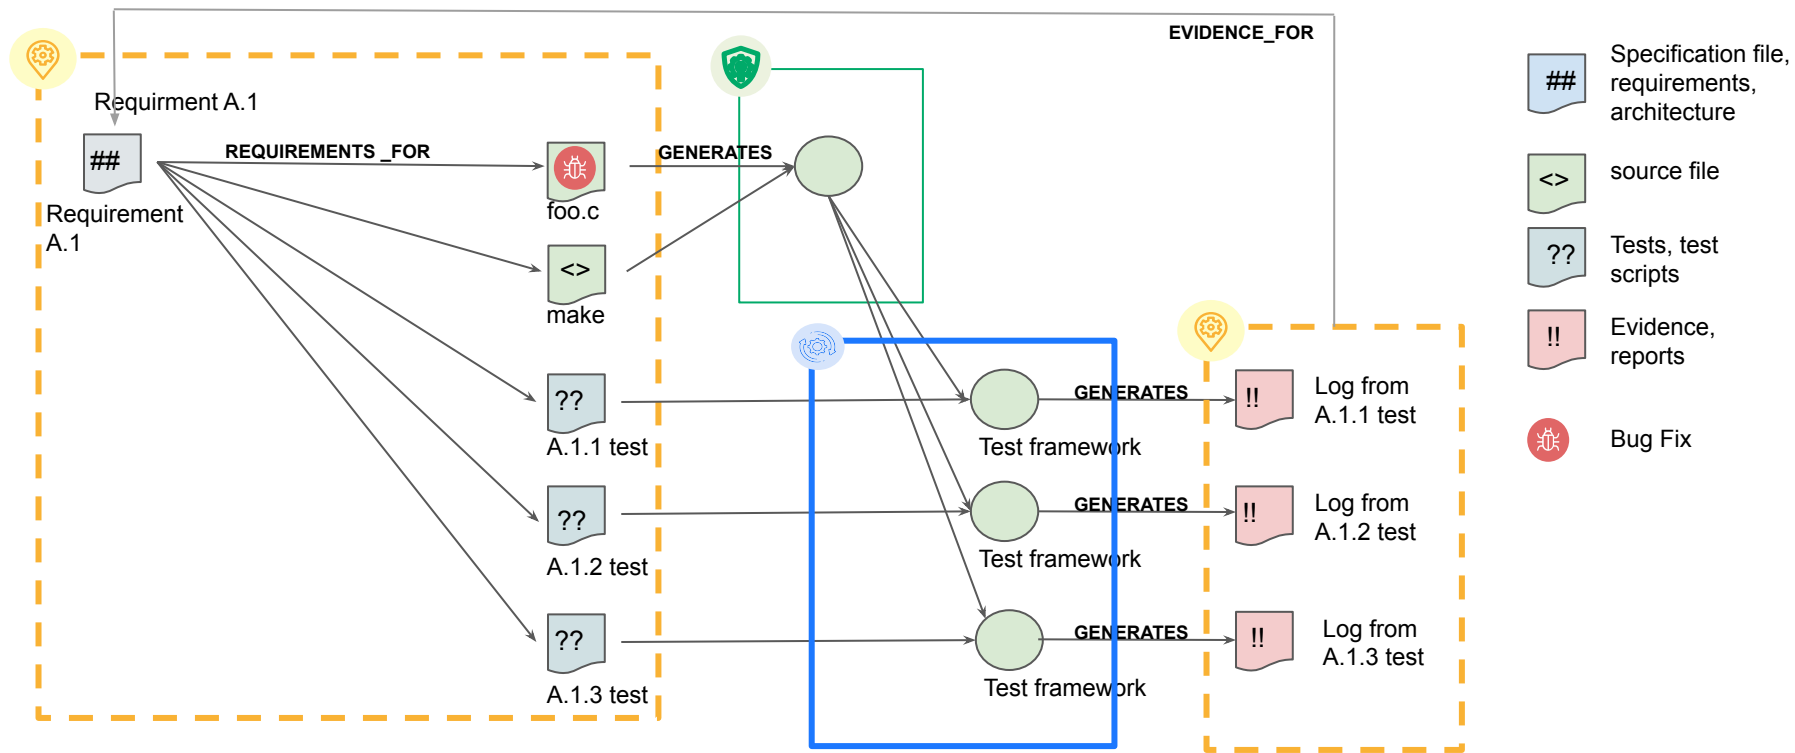 EVIDENCE_FOR
Requirment A.1
##
REQUIREMENTS _FOR
GENERATES
Requirement
A.1
foo.c
<>
make
??
A.1.1 test
??
A.1.2 test
??
A.1.3 test
Test framework
GENERATES
!!
Log from
A.1.1 test
Test framework
GENERATES
!!
Log from
A.1.2 test
Test framework
GENERATES
!!
Log from
A.1.3 test
##
Specification file,
requirements,
architecture
<>
source file
??
Tests, test
scripts
!!
Evidence,
reports
Bug Fix